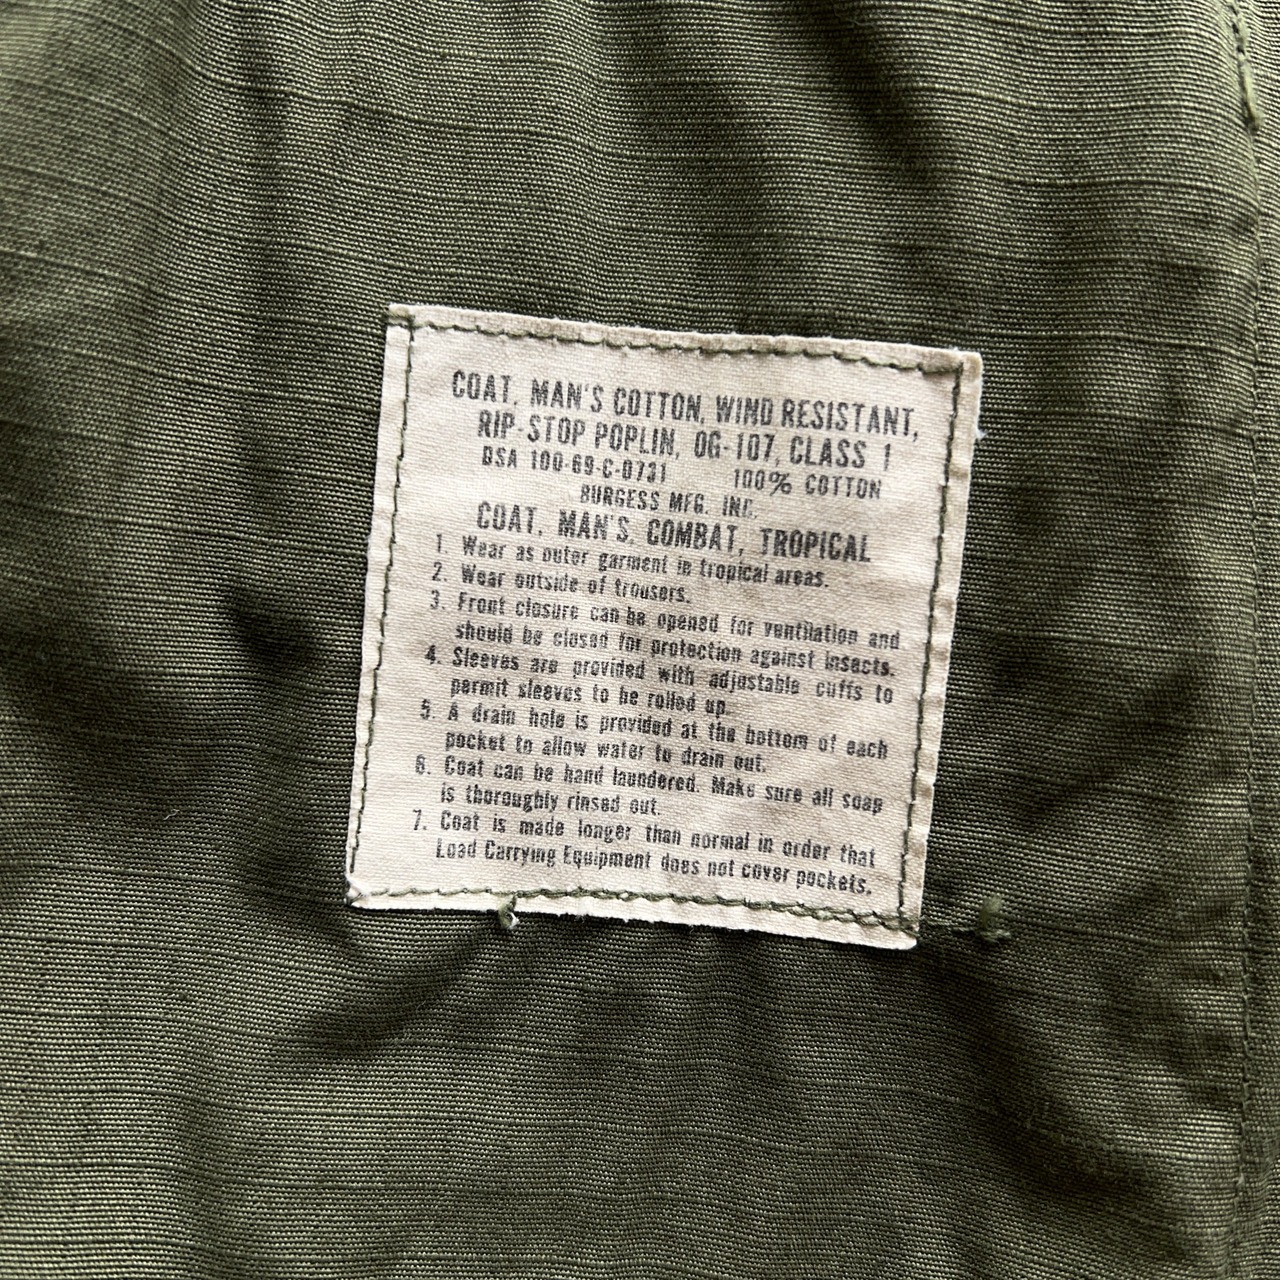 COAT, MAN'S COTTON, WIND RESISTANT,
RIP-STOP POPLIN, OG-107, CLASS 1
DSA 100-69-C-0731 100% COTTON
BURGESS MFG. INC.
COAT, MAN'S, COMBAT, TROPICAL
1. Wear as outer garment in tropical areas.
2. Wear outside of trousers.
3. Front closure can be opened for ventilation and
should be closed for protection against insects.
4. Sleeves are provided with adjustable cuffs to
permit sleeves to be rolled up.
5. A drain hole is provided at the bottom of each
pocket to allow water to drain out.
6. Coat can be hand laundered. Make sure all soap
is thoroughly rinsed out.
7. Coat is made longer than normal in order that
Load Carrying Equipment does not cover pockets.